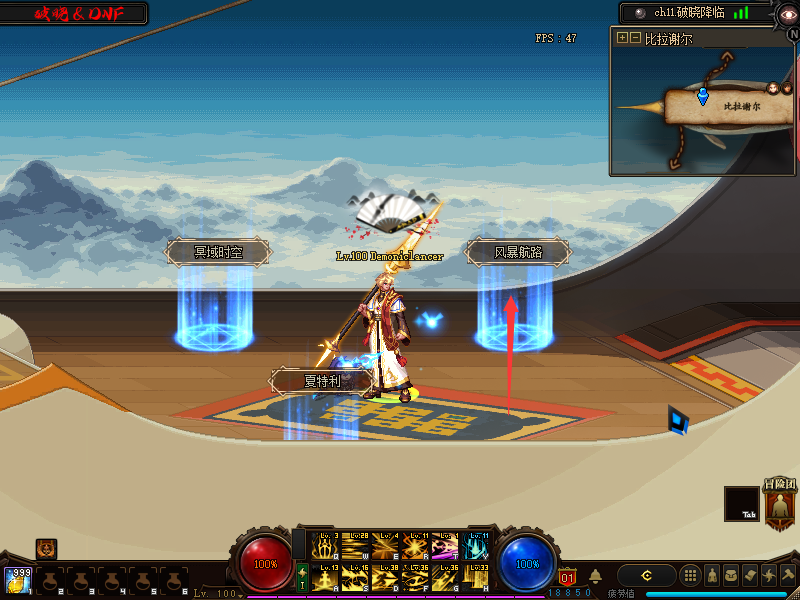 破晓&DNF
ch11.破晓降临
FPS : 47
N
比拉谢尔
比拉谢尔
冥域时空
Lv.100 Demoniclancer
风暴航路
夏特利
Tab
冒险团
999
1 2 3 4 5 6
Lv. 100
100%
Lv. 3 Lv.28 Lv. 4 Lv.11 Lv. 1 Lv.11
Q W E R T Y
Lv.13 Lv.16 Lv.38 Lv.36 Lv.36 Lv.33
A S D F G H
T
100%
01
18850
疲劳值